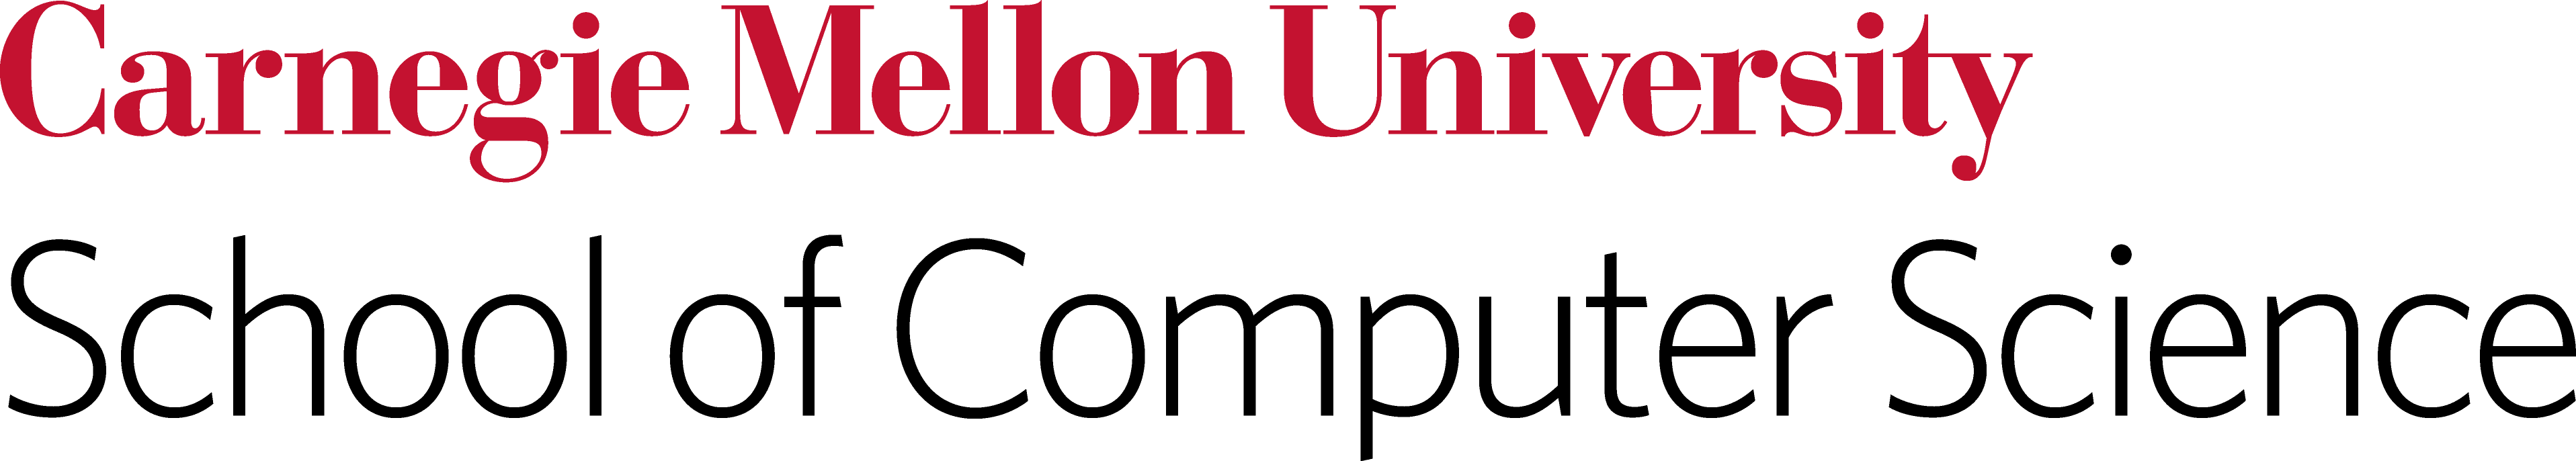 Carnegie Mellon University
School of Computer Science